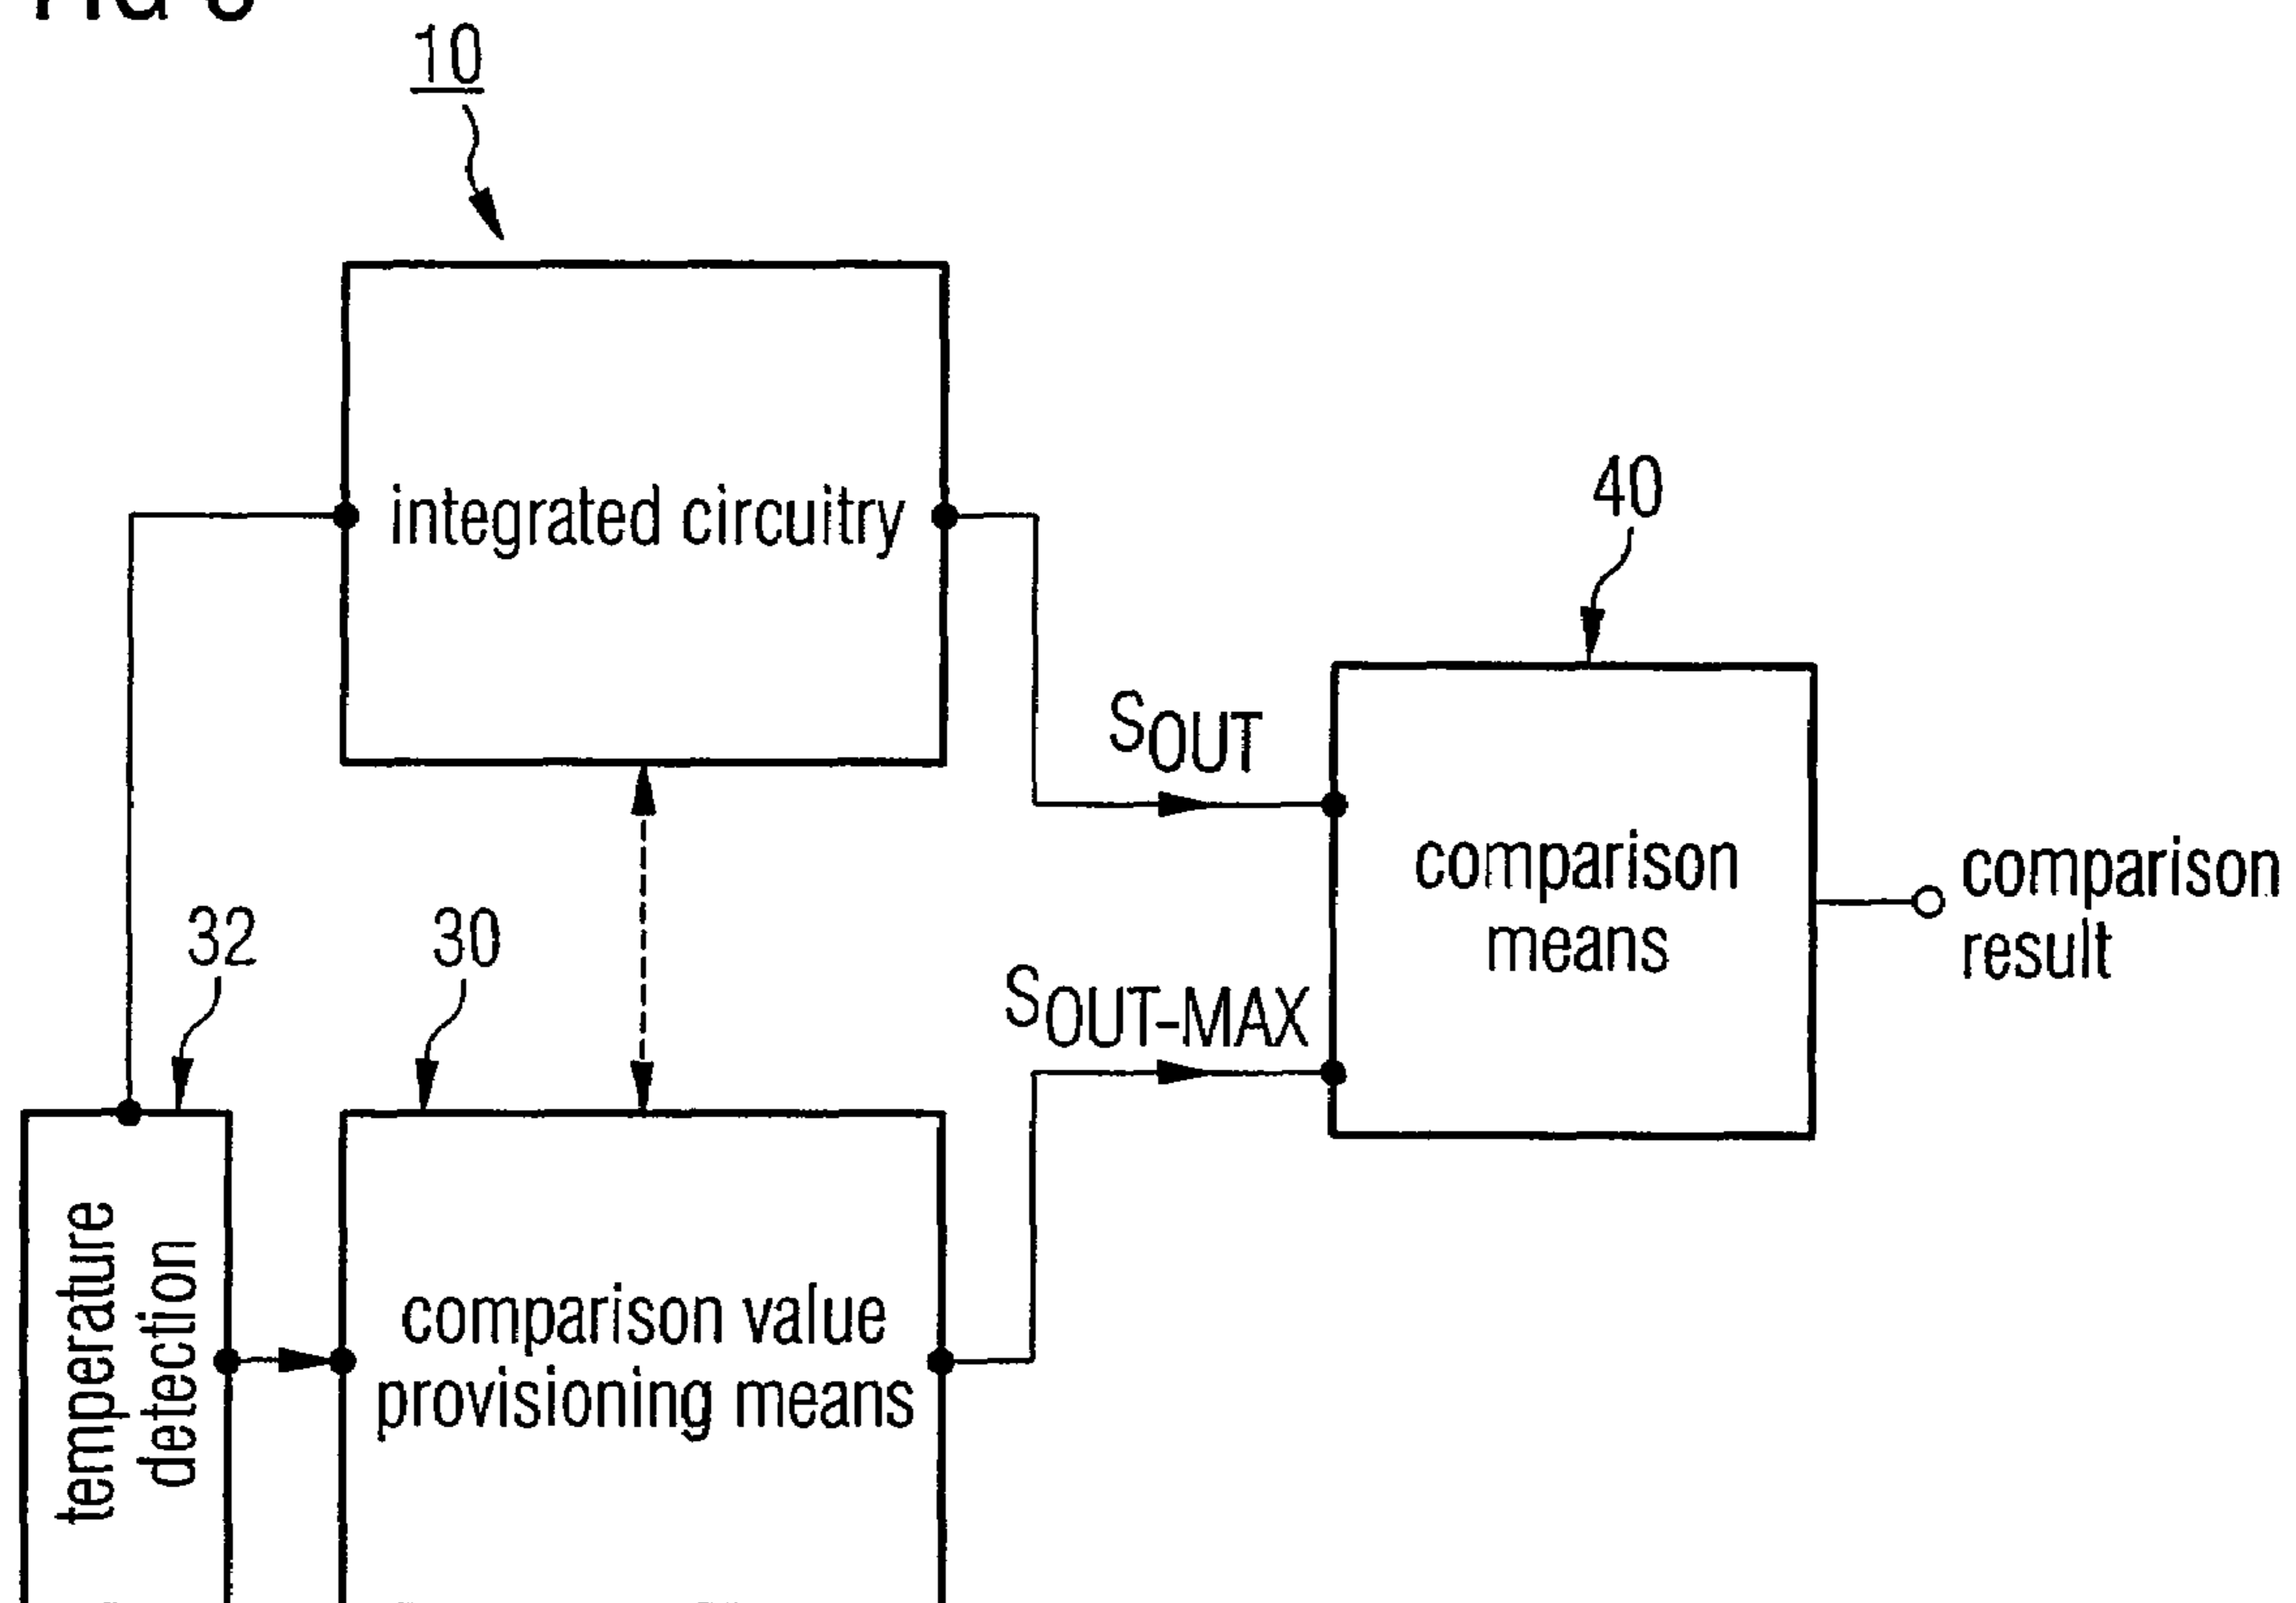 10
integrated circuitry
40
SOUT
comparison
means
comparison
result
32
30
SOUT-MAX
temperature
detection
comparison value
provisioning means